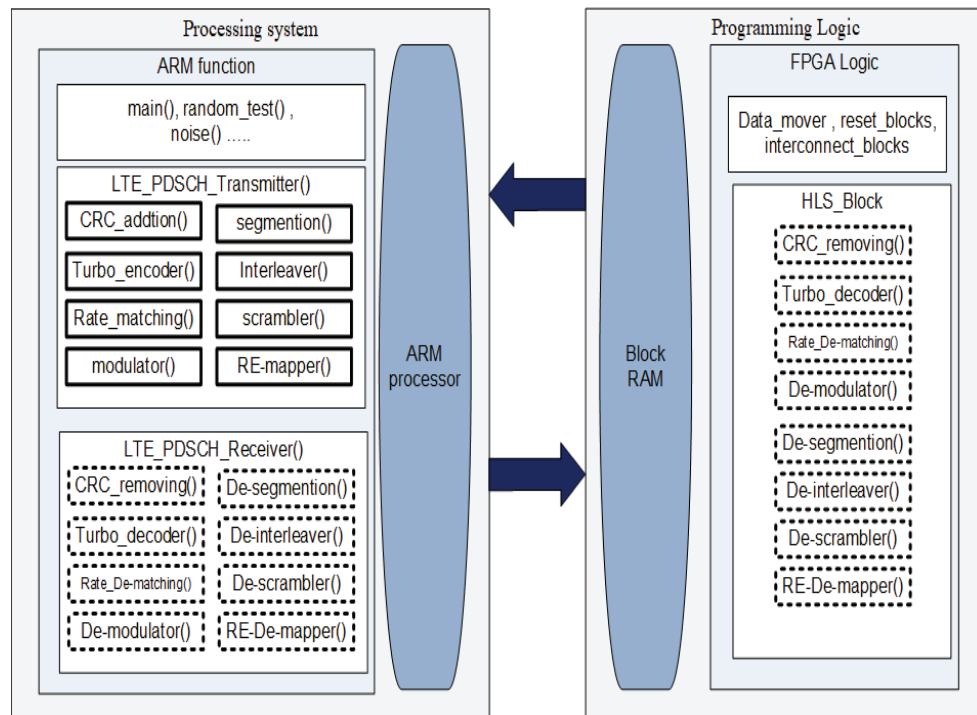 Processing system
ARM function
main(), random_test() ,
noise() .....
LTE_PDSCH_Transmitter()
CRC_addtion()
segmention()
Turbo_encoder()
Interleaver()
Rate_matching()
scrambler()
modulator()
RE-mapper()
LTE_PDSCH_Receiver()
CRC_removing()
De-segmention()
Turbo_decoder()
De-interleaver()
Rate_De-matching()
De-scrambler()
De-modulator()
RE-De-mapper()
ARM
processor
Programming Logic
Block
RAM
FPGA Logic
Data_mover , reset_blocks,
interconnect_blocks
HLS_Block
CRC_removing()
Turbo_decoder()
Rate_De-matching()
De-modulator()
De-segmention()
De-interleaver()
De-scrambler()
RE-De-mapper()